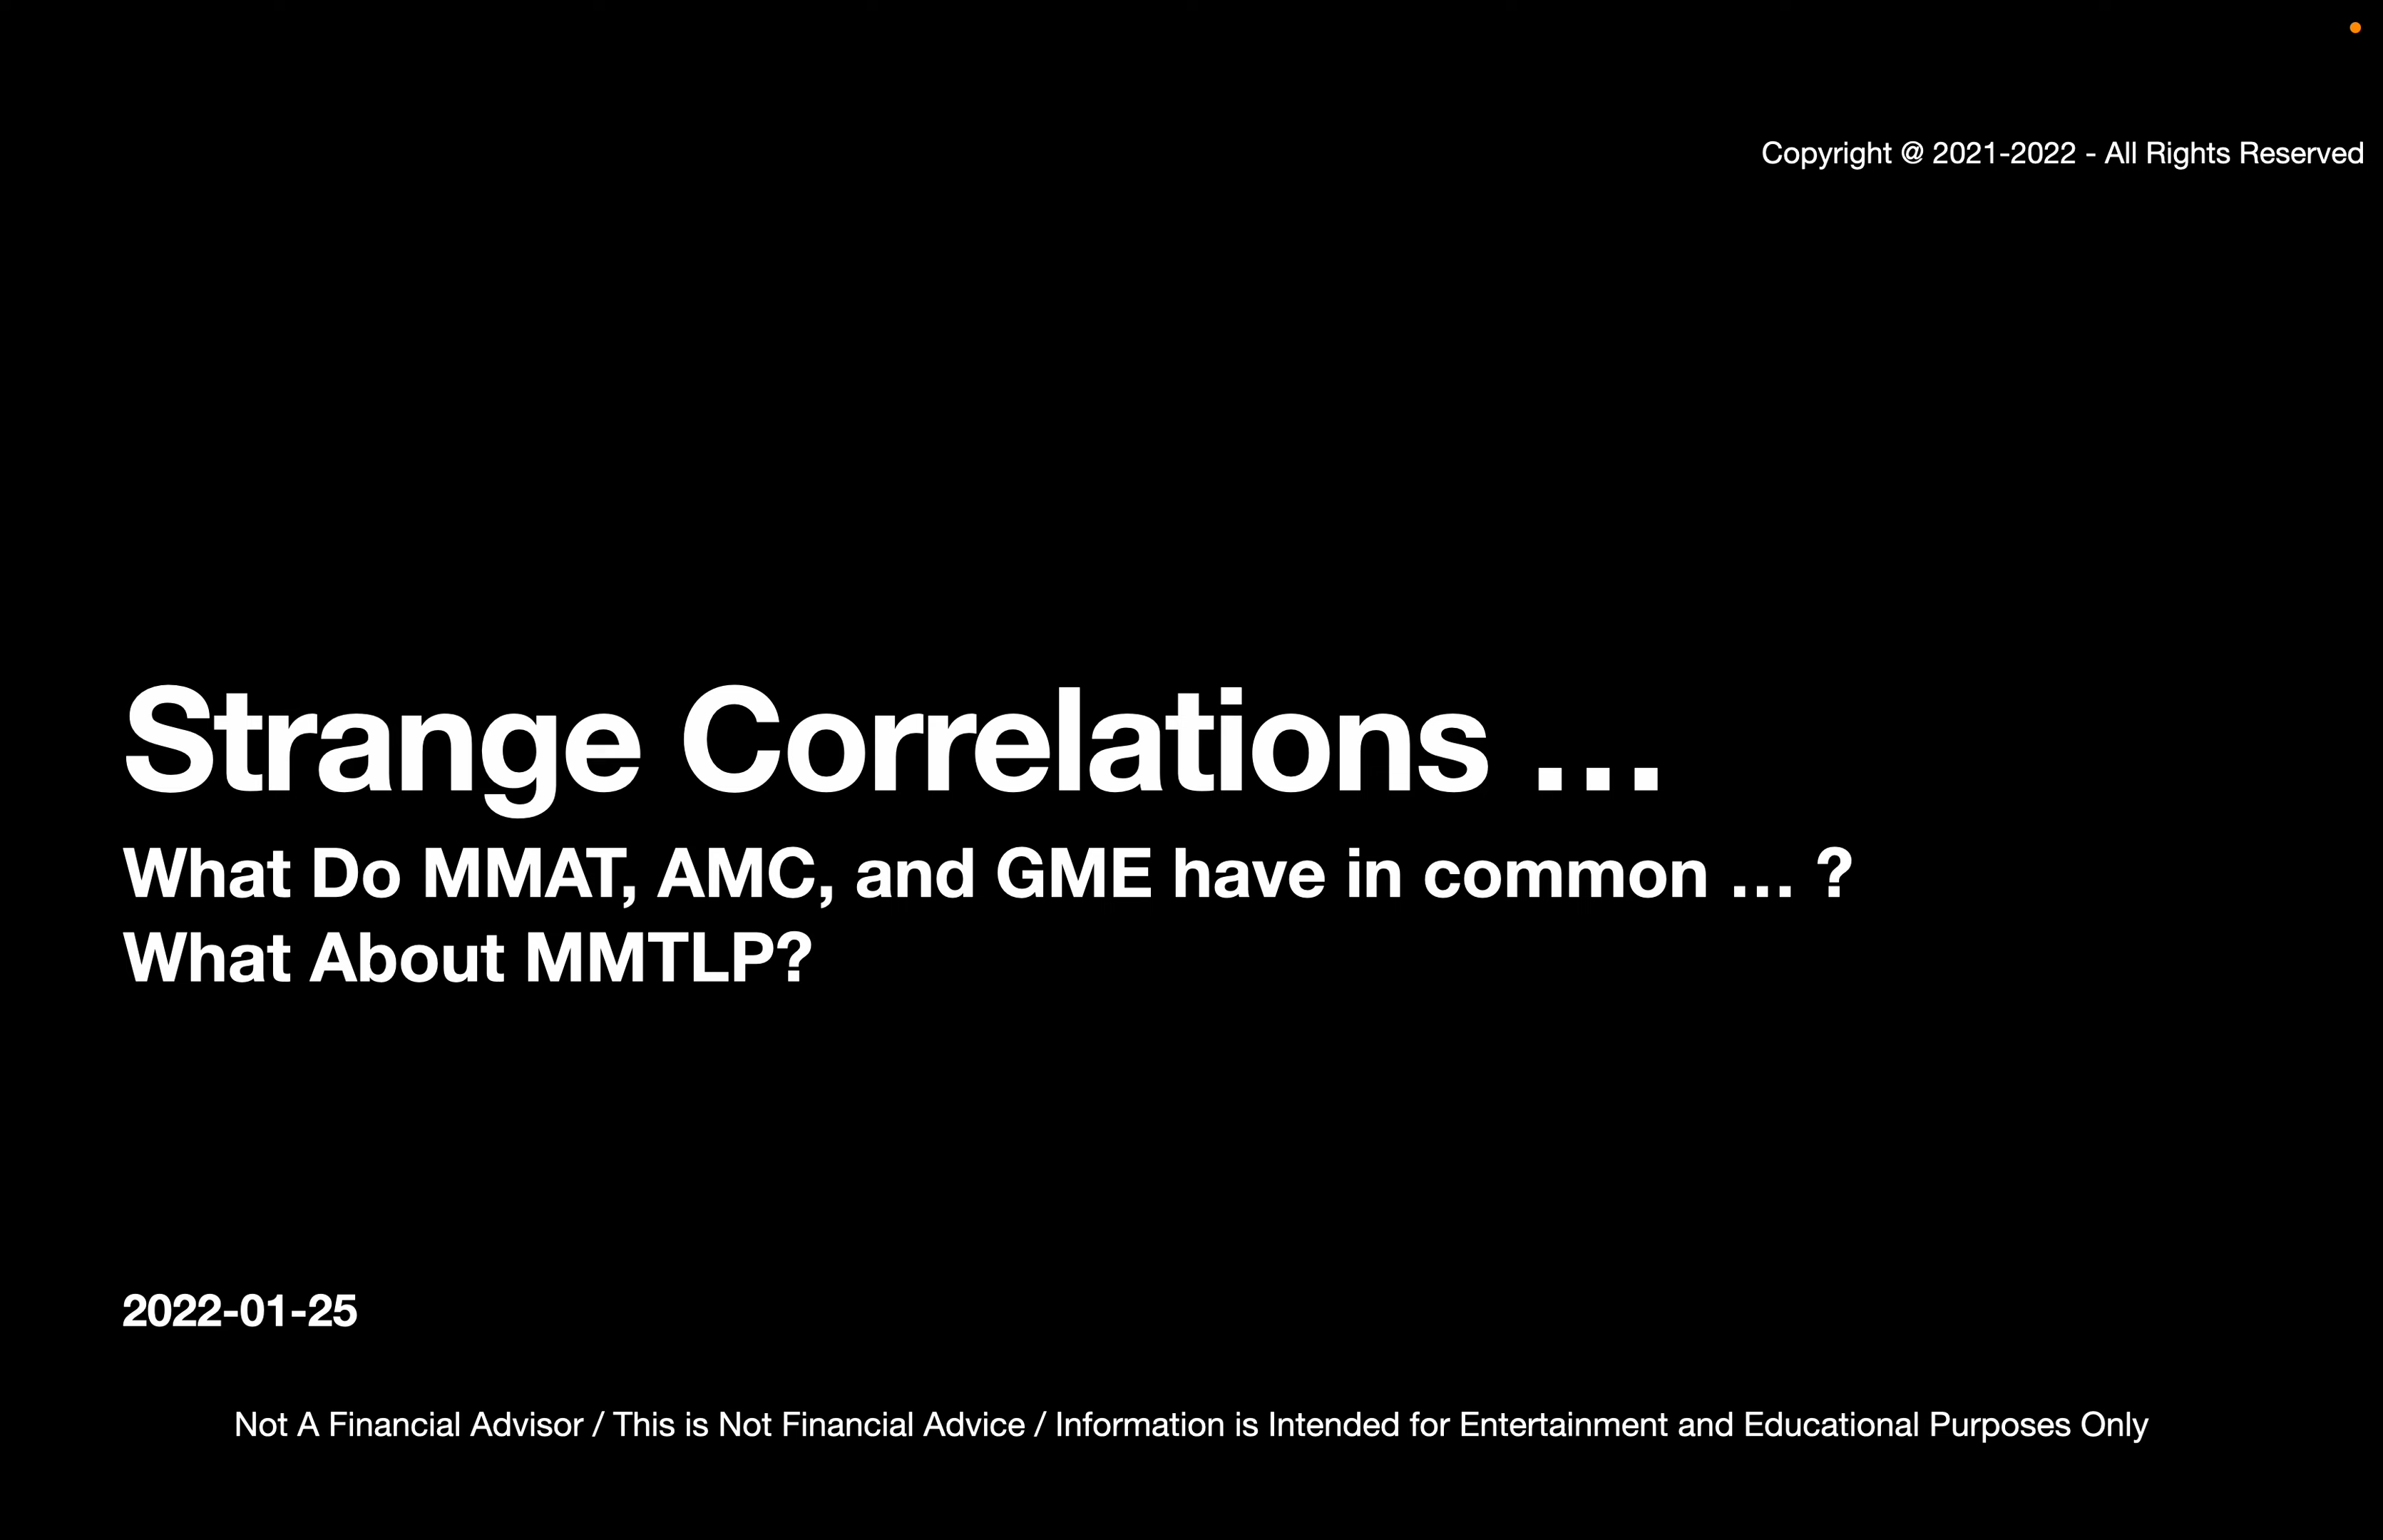 Copyright @ 2021-2022 - All Rights Reserved
Strange Correlations ...
What Do MMAT, AMC, and GME have in common ... ?
What About MMTLP?
2022-01-25
Not A Financial Advisor / This is Not Financial Advice / Information is Intended for Entertainment and Educational Purposes Only